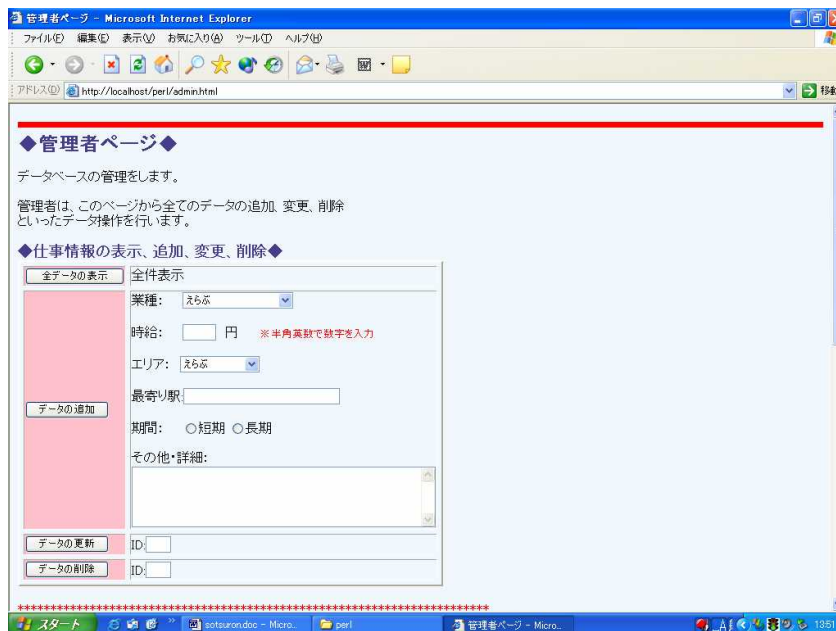 管理者ページ - Microsoft Internet Explorer
ファイル(F) 編集(E) 表示(V) お気に入り(A) ツール(T) ヘルプ(H)
アドレス(D) http://localhost/perl/admin.html 移動
◆管理者ページ◆
データベースの管理をします。
管理者は、このページから全てのデータの追加、変更、削除
といったデータ操作を行います。
◆仕事情報の表示、追加、変更、削除◆
全データの表示 全件表示
業種: えらぶ
時給: 円 ※半角英数で数字を入力
エリア: えらぶ
最寄り駅:
データの追加
期間: 短期 長期
その他・詳細:
データの更新 ID:
データの削除 ID:
************************************************************************
スタート sotsuron.doc - Micro... perl 管理者ページ - Micro... 13:51